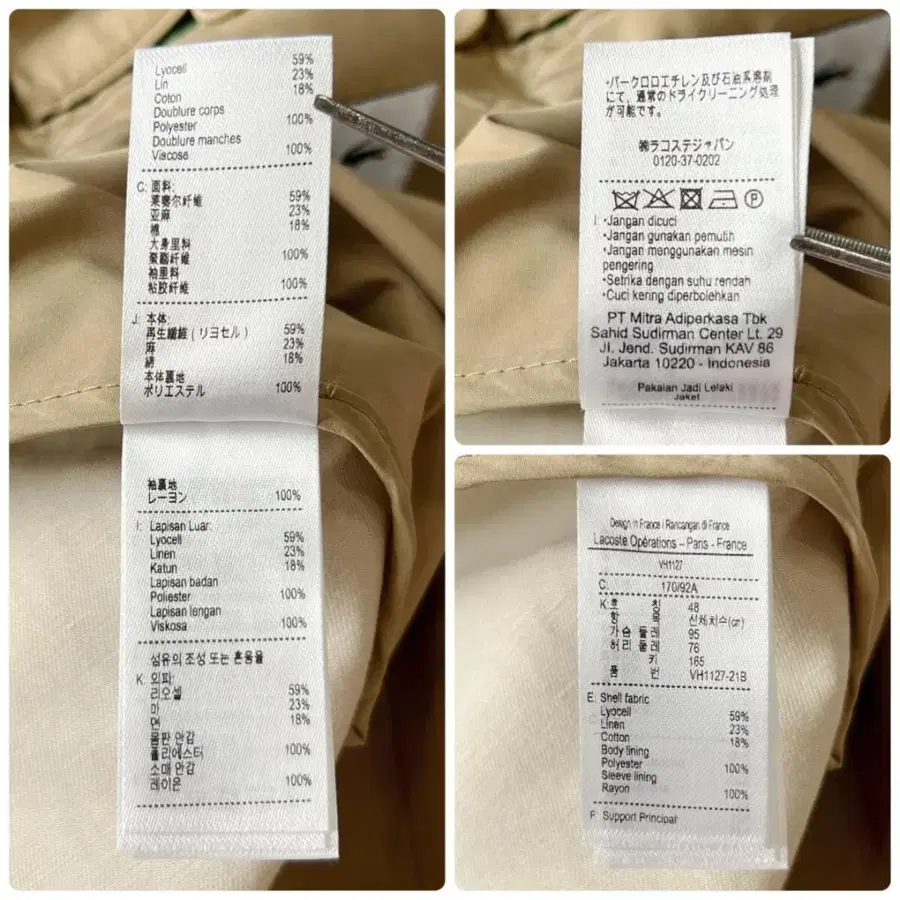 Lyocell 59%
Lin 23%
Coton 18%
Doublure corps
Polyester 100%
Doublure manches
Viscose 100%
C: 面料:
莱赛尔纤维 59%
亚麻 23%
棉 18%
大身里料
聚酯纤维 100%
袖里料
粘胶纤维 100%
J: 本体:
再生繊維 ( リヨセル ) 59%
麻 23%
綿 18%
本体裏地
ポリエステル 100%
袖裏地
レーヨン 100%
I: Lapisan Luar:
Lyocell 59%
Linen 23%
Katun 18%
Lapisan badan
Poliester 100%
Lapisan lengan
Viskosa 100%
섬유의 조성 또는 혼용율
K. 외피:
리오셀 59%
마 23%
면 18%
몸판 안감
폴리에스터 100%
소매 안감
레이온 100%
・パークロロエチレン及び石油系溶剤
にて、通常のドライクリーニング処理
が可能です。
㈱ラコステジャパン
0120-37-0202
P
I: •Jangan dicuci
•Jangan gunakan pemutih
•Jangan menggunakan mesin
pengering
•Setrika dengan suhu rendah
•Cuci kering diperbolehkan
PT Mitra Adiperkasa Tbk
Sahid Sudirman Center Lt. 29
Jl. Jend. Sudirman KAV 86
Jakarta 10220 - Indonesia
Pakaian Jadi Lelaki
Jaket
Design in France / Rancangan di France
Lacoste Opérations – Paris - France
VH1127
C. 170/92A
K. 호 칭 48
항 목 신체치수(㎝)
가슴 둘레 95
허리 둘레 76
키 165
품 번 VH1127-21B
E: Shell fabric
Lyocell 59%
Linen 23%
Cotton 18%
Body lining
Polyester 100%
Sleeve lining
Rayon 100%
F: Support Principal: